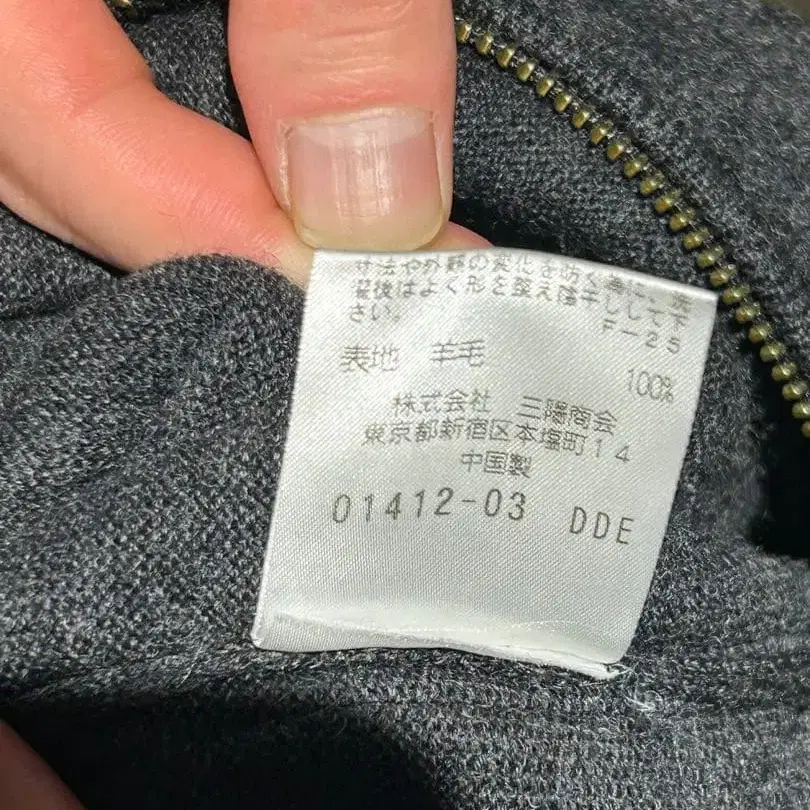 寸法や外観の変化を防ぐ為に、洗
濯後はよく形を整え陰干しして下
さい。
F-25
表地 羊毛 100%
株式会社 三陽商会
東京都新宿区本塩町14
中国製
01412-03 DDE